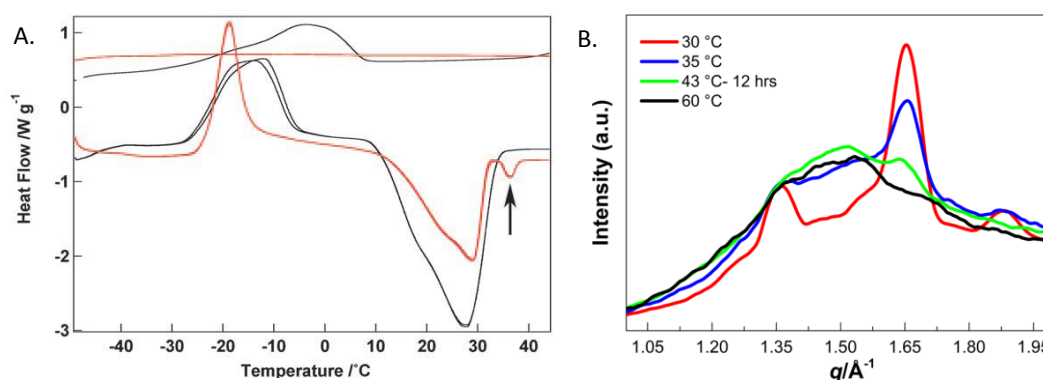 A.
Heat Flow /W g⁻¹
1
0
-1
-2
-3
-40 -30 -20 -10 0 10 20 30 40
Temperature /˚C
B.
30 °C
35 °C
43 °C- 12 hrs
60 °C
Intensity (a.u.)
1.05 1.20 1.35 1.50 1.65 1.80 1.95
q/Å⁻¹